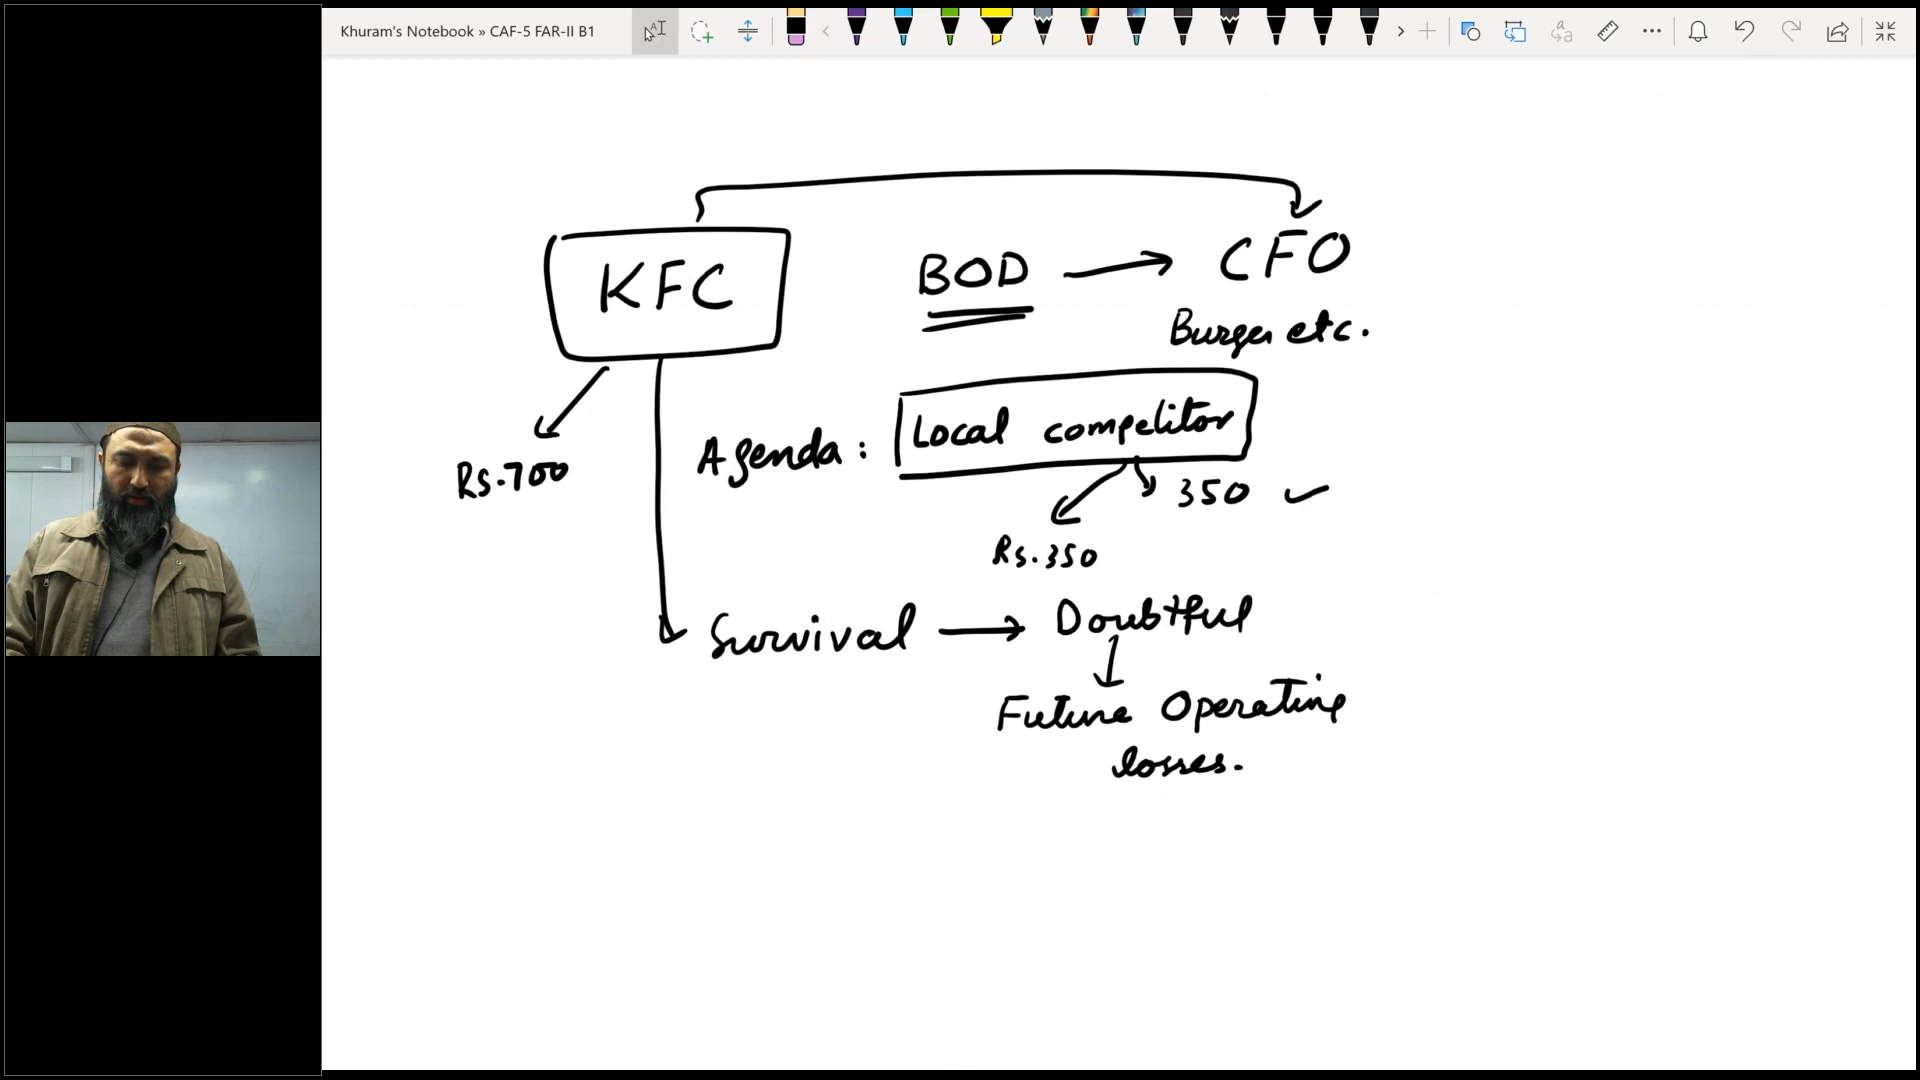 Khuram's Notebook » CAF-5 FAR-II B1
KFC
BOD → CFO
Burger etc.
Rs.700
Agenda: Local competitor
350 ✓
Rs.350
Survival → Doubtful
Future Operating
losses.